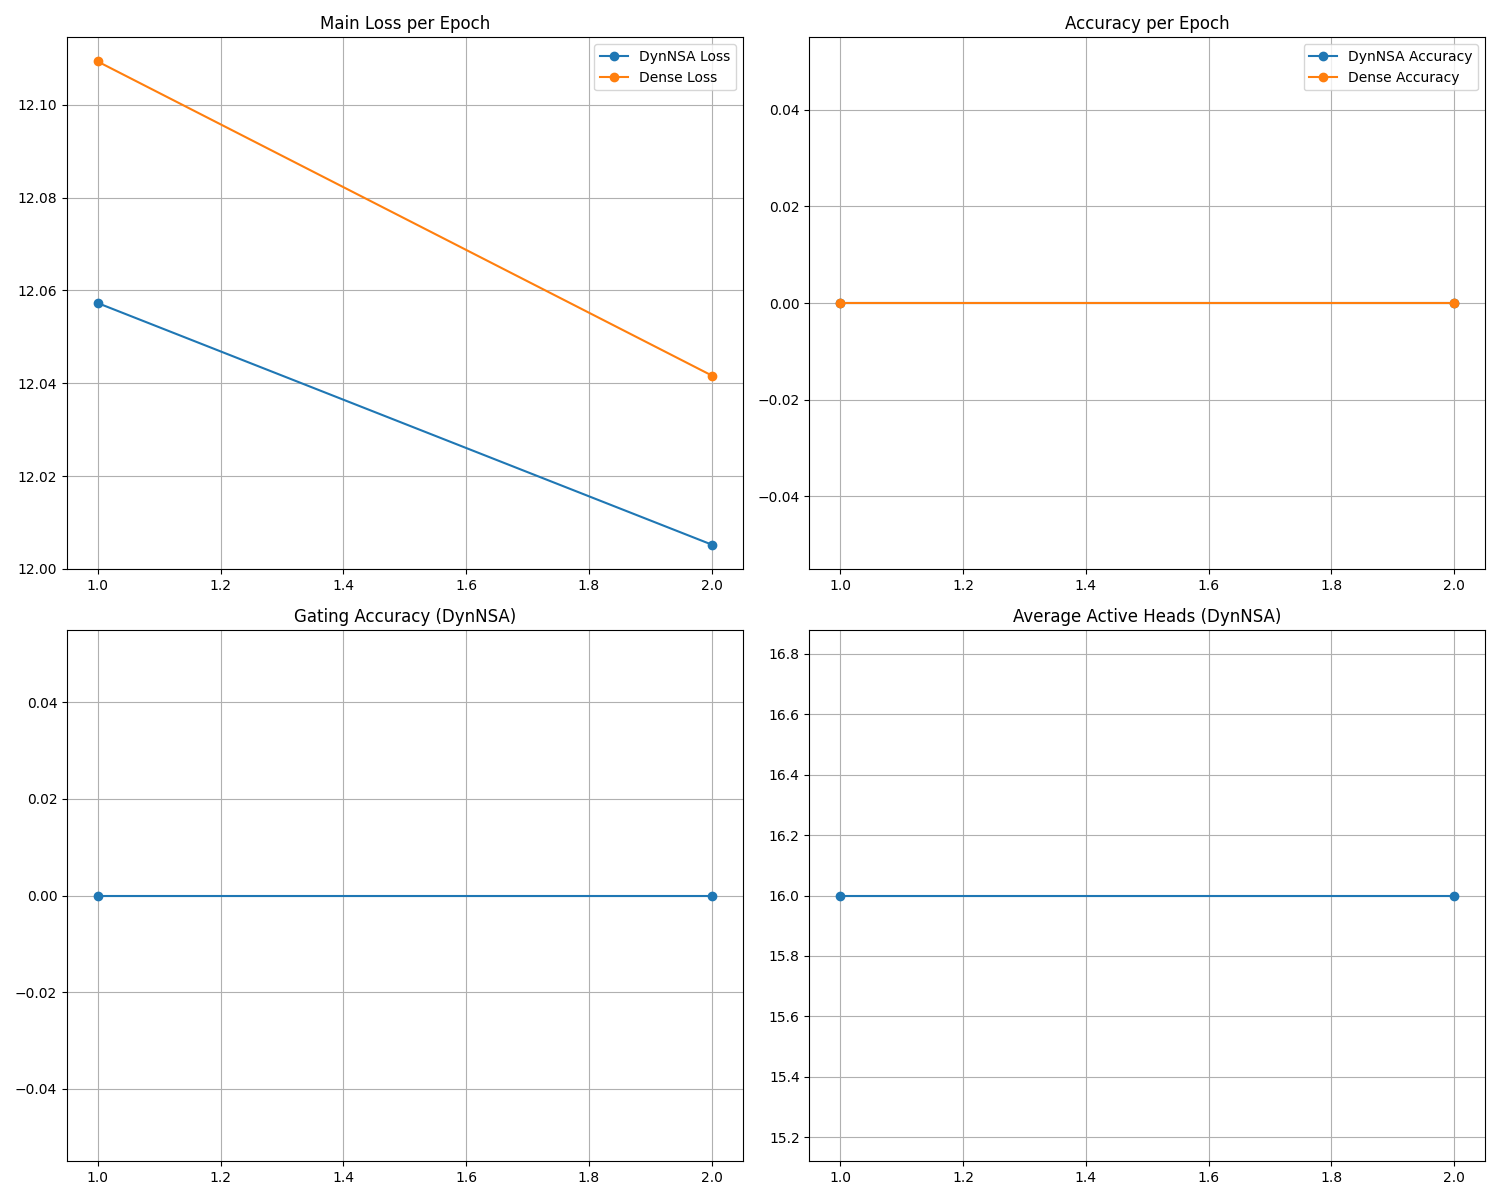 Main Loss per Epoch
DynNSA Loss
Dense Loss
12.10
12.08
12.06
12.04
12.02
12.00
1.0 1.2 1.4 1.6 1.8 2.0
Accuracy per Epoch
DynNSA Accuracy
Dense Accuracy
0.04
0.02
0.00
−0.02
−0.04
1.0 1.2 1.4 1.6 1.8 2.0
Gating Accuracy (DynNSA)
0.04
0.02
0.00
−0.02
−0.04
1.0 1.2 1.4 1.6 1.8 2.0
Average Active Heads (DynNSA)
16.8
16.6
16.4
16.2
16.0
15.8
15.6
15.4
15.2
1.0 1.2 1.4 1.6 1.8 2.0